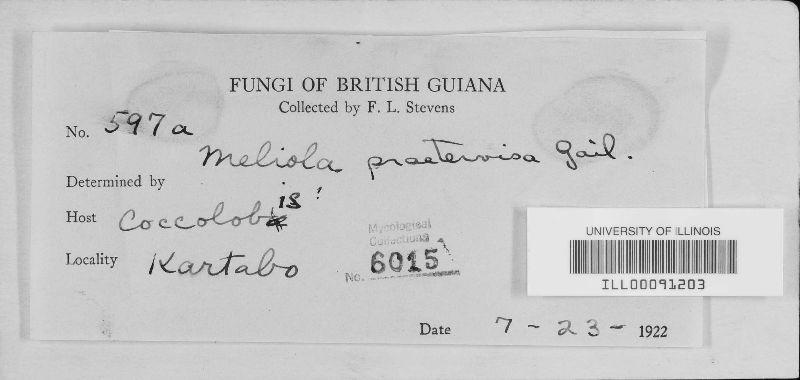 FUNGI OF BRITISH GUIANA
Collected by F. L. Stevens
No. 597a
Meliola praetervisa Gail.
Determined by
Host Coccolobis!
Locality Kartabo
Mycological
Collections
No. 6015
UNIVERSITY OF ILLINOIS
ILL00091203
Date 7-23-1922